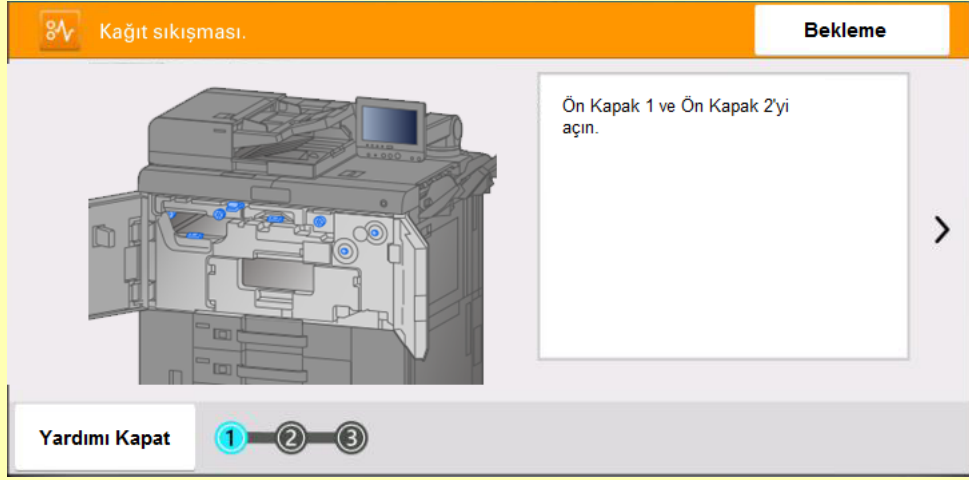 Kağıt sıkışması.
Bekleme
Ön Kapak 1 ve Ön Kapak 2'yi
açın.
Yardımı Kapat
1 2 3